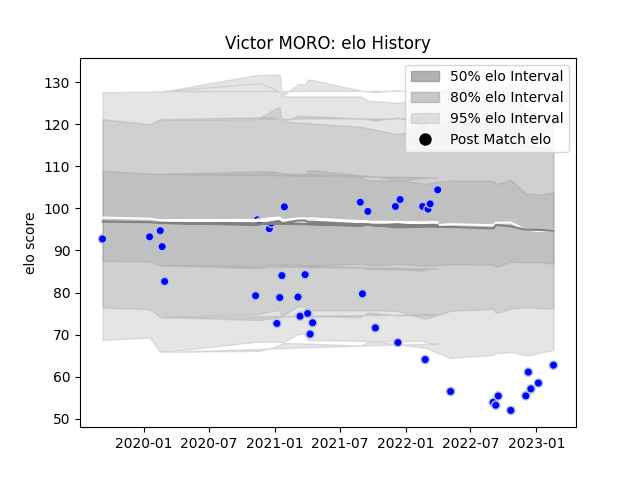 Victor MORO: elo History
elo score
130
120
110
100
90
80
70
60
50
50% elo Interval
80% elo Interval
95% elo Interval
Post Match elo
2020-01 2020-07 2021-01 2021-07 2022-01 2022-07 2023-01